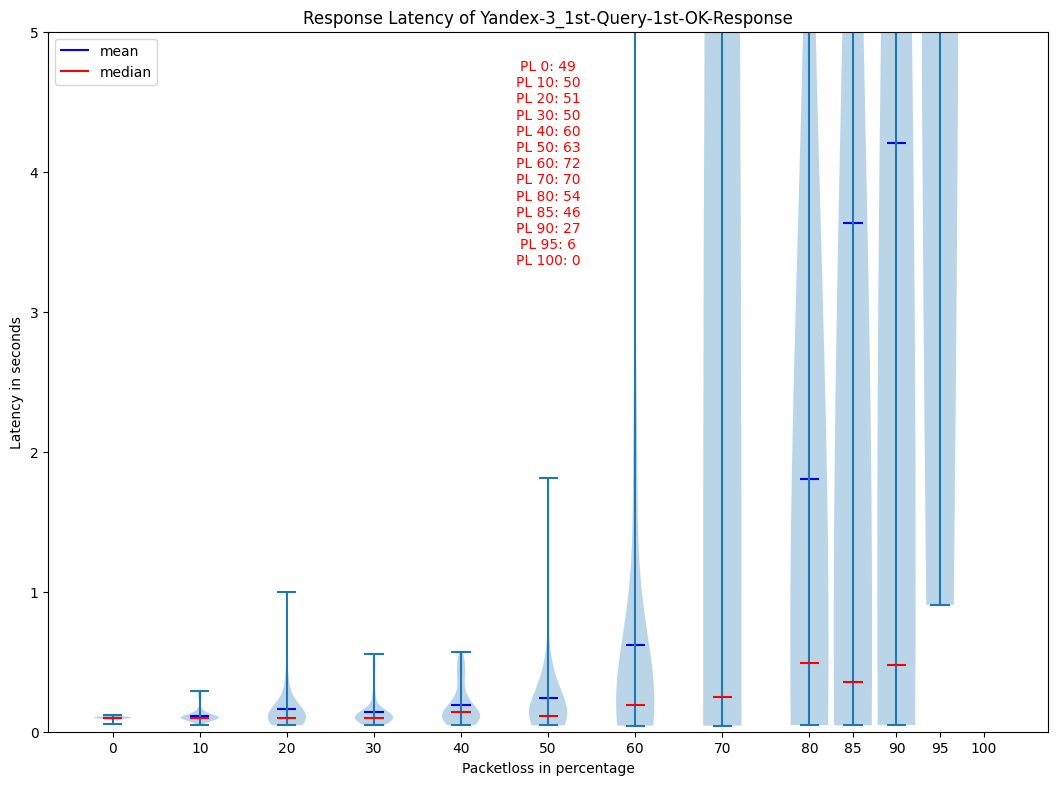 Response Latency of Yandex-3_1st-Query-1st-OK-Response
5
4
3
2
1
0
Latency in seconds
mean
median
PL 0: 49
PL 10: 50
PL 20: 51
PL 30: 50
PL 40: 60
PL 50: 63
PL 60: 72
PL 70: 70
PL 80: 54
PL 85: 46
PL 90: 27
PL 95: 6
PL 100: 0
0 10 20 30 40 50 60 70 80 85 90 95 100
Packetloss in percentage